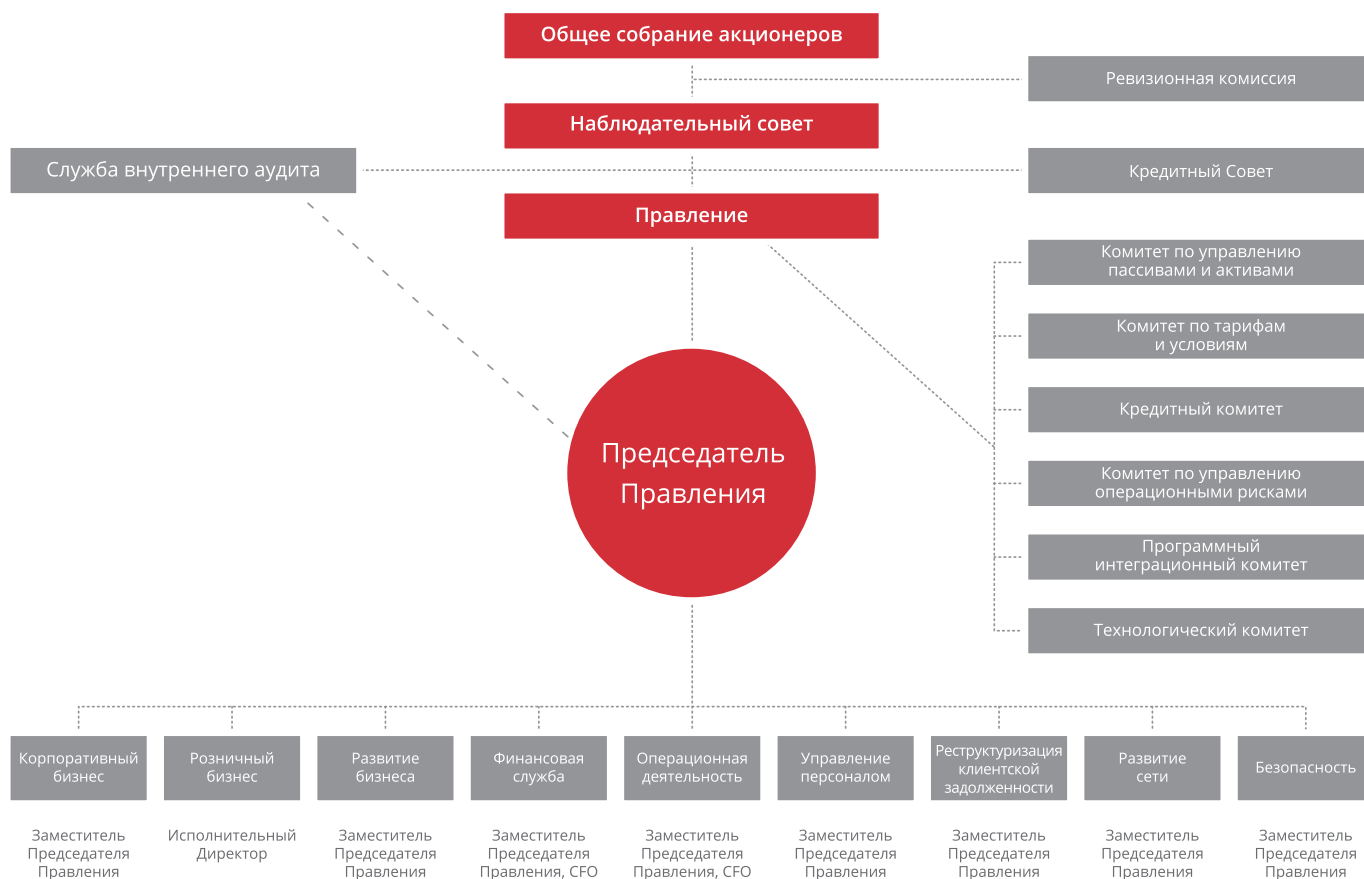 Общее собрание акционеров
Ревизионная комиссия
Наблюдательный совет
Служба внутреннего аудита
Кредитный Совет
Правление
Комитет по управлению
пассивами и активами
Комитет по тарифам
и условиям
Кредитный комитет
Председатель
Правления
Комитет по управлению
операционными рисками
Программный
интеграционный комитет
Технологический комитет
Корпоративный
бизнес
Розничный
бизнес
Развитие
бизнеса
Финансовая
служба
Операционная
деятельность
Управление
персоналом
Реструктуризация
клиентской
задолженности
Развитие
сети
Безопасность
Заместитель
Председателя
Правления
Исполнительный
Директор
Заместитель
Председателя
Правления
Заместитель
Председателя
Правления, CFO
Заместитель
Председателя
Правления, CFO
Заместитель
Председателя
Правления
Заместитель
Председателя
Правления
Заместитель
Председателя
Правления
Заместитель
Председателя
Правления